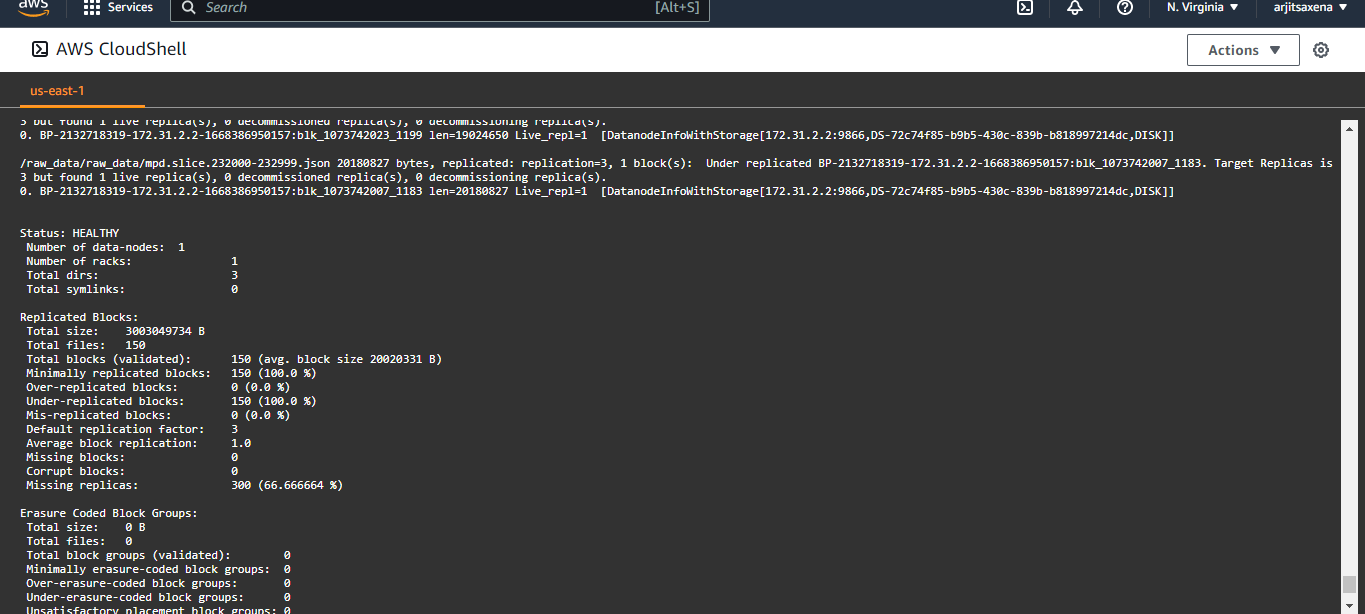 aws
Services
Search
[Alt+S]
N. Virginia
arjitsaxena
AWS CloudShell
Actions
us-east-1
3 but found 1 live replica(s), 0 decommissioned replica(s), 0 decommissioning replica(s).
0. BP-2132718319-172.31.2.2-1668386950157:blk_1073742023_1199 len=19024650 Live_repl=1  [DatanodeInfoWithStorage[172.31.2.2:9866,DS-72c74f85-b9b5-430c-839b-b818997214dc,DISK]]
/raw_data/raw_data/mpd.slice.232000-232999.json 20180827 bytes, replicated: replication=3, 1 block(s):  Under replicated BP-2132718319-172.31.2.2-1668386950157:blk_1073742007_1183. Target Replicas is
3 but found 1 live replica(s), 0 decommissioned replica(s), 0 decommissioning replica(s).
0. BP-2132718319-172.31.2.2-1668386950157:blk_1073742007_1183 len=20180827 Live_repl=1  [DatanodeInfoWithStorage[172.31.2.2:9866,DS-72c74f85-b9b5-430c-839b-b818997214dc,DISK]]
Status: HEALTHY
Number of data-nodes:  1
Number of racks:               1
Total dirs:                    3
Total symlinks:                0
Replicated Blocks:
Total size:    3003049734 B
Total files:   150
Total blocks (validated):      150 (avg. block size 20020331 B)
Minimally replicated blocks:   150 (100.0 %)
Over-replicated blocks:        0 (0.0 %)
Under-replicated blocks:       150 (100.0 %)
Mis-replicated blocks:         0 (0.0 %)
Default replication factor:    3
Average block replication:     1.0
Missing blocks:                0
Corrupt blocks:                0
Missing replicas:              300 (66.666664 %)
Erasure Coded Block Groups:
Total size:    0 B
Total files:   0
Total block groups (validated):        0
Minimally erasure-coded block groups:  0
Over-erasure-coded block groups:       0
Under-erasure-coded block groups:      0
Unsatisfactory placement block groups: 0